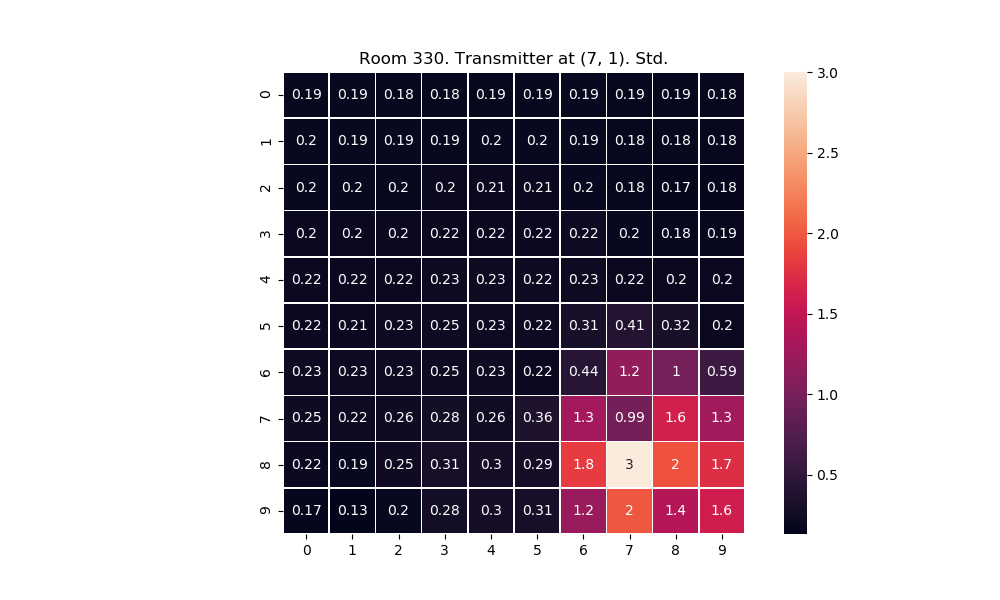 Room 330. Transmitter at (7, 1). Std.
0 0.19 0.19 0.18 0.18 0.19 0.19 0.19 0.19 0.19 0.18
1 0.2 0.19 0.19 0.19 0.2 0.2 0.19 0.18 0.18 0.18
2 0.2 0.2 0.2 0.2 0.21 0.21 0.2 0.18 0.17 0.18
3 0.2 0.2 0.2 0.22 0.22 0.22 0.22 0.2 0.18 0.19
4 0.22 0.22 0.22 0.23 0.23 0.22 0.23 0.22 0.2 0.2
5 0.22 0.21 0.23 0.25 0.23 0.22 0.31 0.41 0.32 0.2
6 0.23 0.23 0.23 0.25 0.23 0.22 0.44 1.2 1 0.59
7 0.25 0.22 0.26 0.28 0.26 0.36 1.3 0.99 1.6 1.3
8 0.22 0.19 0.25 0.31 0.3 0.29 1.8 3 2 1.7
9 0.17 0.13 0.2 0.28 0.3 0.31 1.2 2 1.4 1.6
0 1 2 3 4 5 6 7 8 9
3.0
2.5
2.0
1.5
1.0
0.5